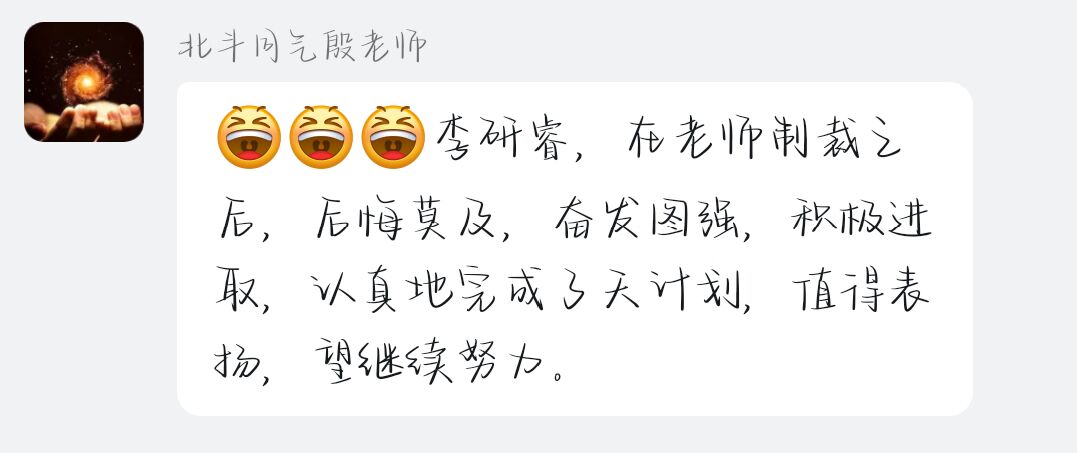 北斗同气殷老师
😆😆😆李研睿，在老师制裁之
后，后悔莫及，奋发图强，积极进
取，认真地完成了天计划，值得表
扬，望继续努力。